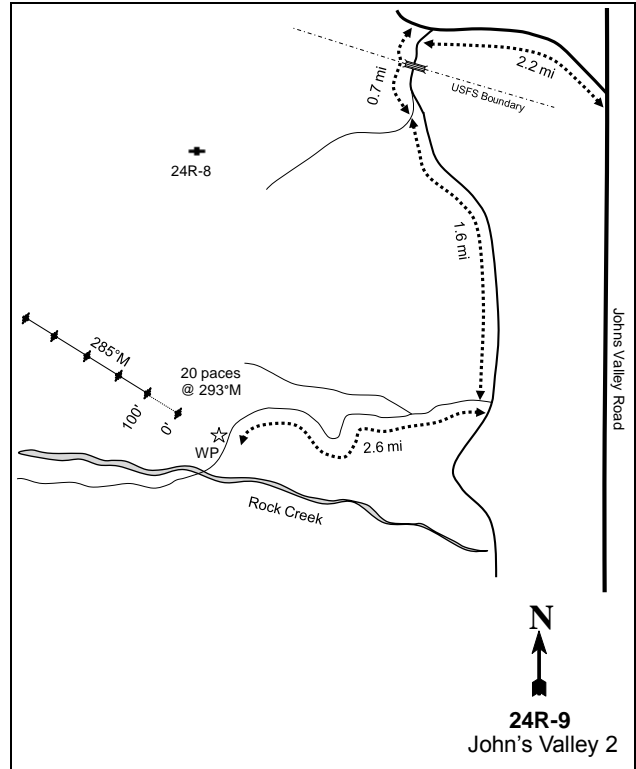 2.2 mi
0.7 mi
USFS Boundary
24R-8
1.6 mi
Johns Valley Road
285°M
20 paces
@ 293°M
100'
0'
WP
2.6 mi
Rock Creek
N
24R-9
John's Valley 2